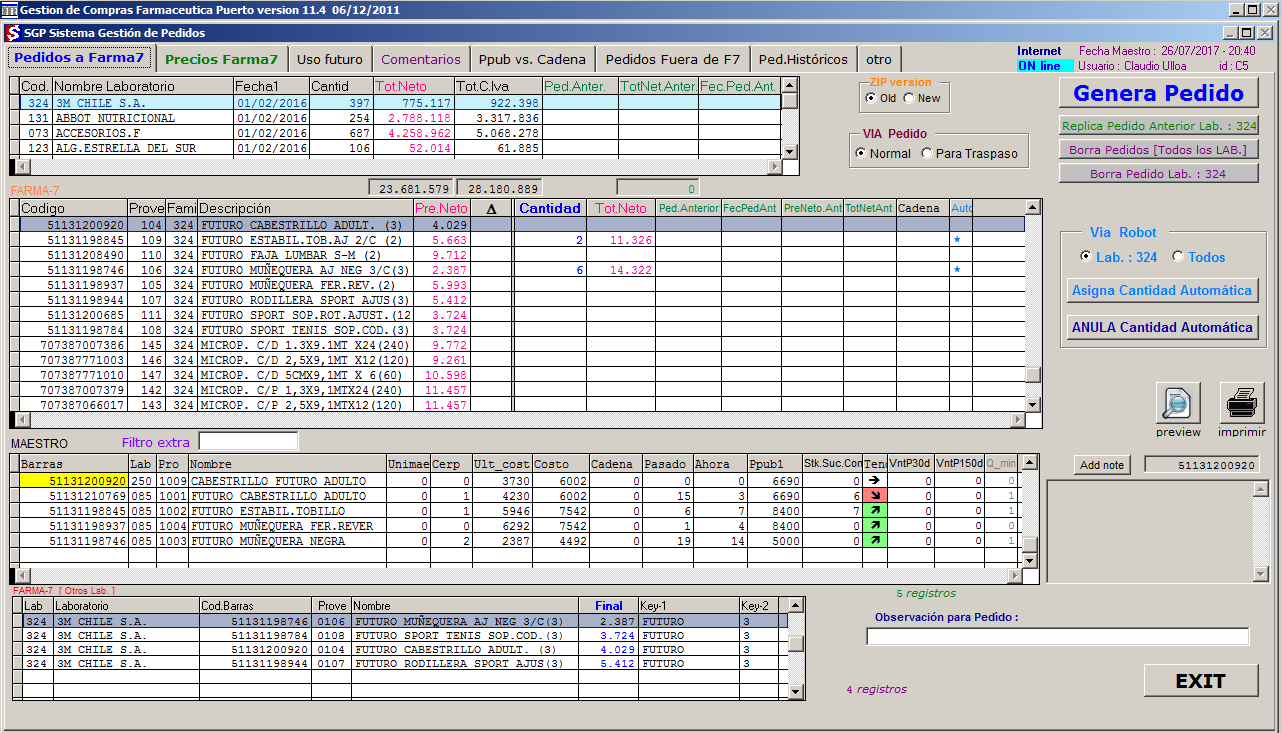 Gestion de Compras Farmaceutica Puerto version 11.4 06/12/2011
SGP Sistema Gestión de Pedidos
Pedidos a Farma7 Precios Farma7 Uso futuro Comentarios Ppub vs. Cadena Pedidos Fuera de F7 Ped.Históricos otro
Internet Fecha Maestro : 26/07/2017 - 20:40
ON line Usuario : Claudio Ulloa id : C5
Cod. Nombre Laboratorio Fecha1 Cantid Tot.Neto Tot.C.Iva Ped.Anter. TotNet.Anter. Fec.Ped.Ant.
324 3M CHILE S.A. 01/02/2016 397 775.117 922.398
131 ABBOT NUTRICIONAL 01/02/2016 254 2.788.118 3.317.836
073 ACCESORIOS.F 01/02/2016 687 4.258.962 5.068.278
123 ALG.ESTRELLA DEL SUR 01/02/2016 106 52.014 61.885
23.681.579 28.180.889 0
ZIP version
Old New
VIA Pedido
Normal Para Traspaso
Genera Pedido
Replica Pedido Anterior Lab. : 324
Borra Pedidos [Todos los LAB.]
Borra Pedido Lab. : 324
FARMA-7
Codigo Prove Fami Descripción Pre.Neto Δ Cantidad Tot.Neto Ped.Anterior FecPedAnt PreNeto.Ant TotNetAnt Cadena Auto
51131200920 104 324 FUTURO CABESTRILLO ADULT. (3) 4.029
51131198845 109 324 FUTURO ESTABIL.TOB.AJ 2/C (2) 5.663 2 11.326 *
51131208490 110 324 FUTURO FAJA LUMBAR S-M (2) 9.712
51131198746 106 324 FUTURO MUÑEQUERA AJ NEG 3/C(3) 2.387 6 14.322 *
51131198937 105 324 FUTURO MUÑEQUERA FER.REV.(2) 5.993
51131198944 107 324 FUTURO RODILLERA SPORT AJUS(3) 5.412
51131200685 111 324 FUTURO SPORT SOP.ROT.AJUST.(12 3.724
51131198784 108 324 FUTURO SPORT TENIS SOP.COD.(3) 3.724
707387007386 145 324 MICROP. C/D 1.3X9.1MT X24(240) 9.772
707387771003 146 324 MICROP. C/D 2,5X9,1MT X12(120) 9.261
707387771010 147 324 MICROP. C/D 5CMX9,1MT X 6(60) 10.598
707387007379 142 324 MICROP. C/P 1,3X9,1MTX24(240) 11.457
707387066017 143 324 MICROP. C/P 2,5X9,1MTX12(120) 11.457
Via Robot
Lab. : 324 Todos
Asigna Cantidad Automática
ANULA Cantidad Automática
preview imprimir
MAESTRO Filtro extra
Barras Lab Pro Nombre Unimae Cerp Ult_cost Costo Cadena Pasado Ahora Ppub1 Stk.Suc.Con Tend VntP30d VntP150d Q_min
51131200920 250 1009 CABESTRILLO FUTURO ADULTO 0 0 3730 6002 0 0 0 6690 0 ➔ 0 0 0
51131210769 085 1001 FUTURO CABESTRILLO ADULTO 0 1 4230 6002 0 15 3 6690 6 ➘ 0 0 1
51131198845 085 1002 FUTURO ESTABIL.TOBILLO 0 1 5946 7542 0 6 7 8400 7 ➚ 0 0 1
51131198937 085 1004 FUTURO MUÑEQUERA FER.REVER 0 0 6292 7542 0 1 4 8400 0 ➚ 0 0 0
51131198746 085 1003 FUTURO MUÑEQUERA NEGRA 0 2 2387 4492 0 19 14 5000 0 ➚ 0 0 1
Add note 51131200920
5 registros
FARMA-7 [ Otros Lab. ]
Lab Laboratorio Cod.Barras Prove Nombre Final Key-1 Key-2
324 3M CHILE S.A. 51131198746 0106 FUTURO MUÑEQUERA AJ NEG 3/C(3) 2.387 FUTURO 3
324 3M CHILE S.A. 51131198784 0108 FUTURO SPORT TENIS SOP.COD.(3) 3.724 FUTURO 3
324 3M CHILE S.A. 51131200920 0104 FUTURO CABESTRILLO ADULT. (3) 4.029 FUTURO 3
324 3M CHILE S.A. 51131198944 0107 FUTURO RODILLERA SPORT AJUS(3) 5.412 FUTURO 3
Observación para Pedido :
4 registros
EXIT